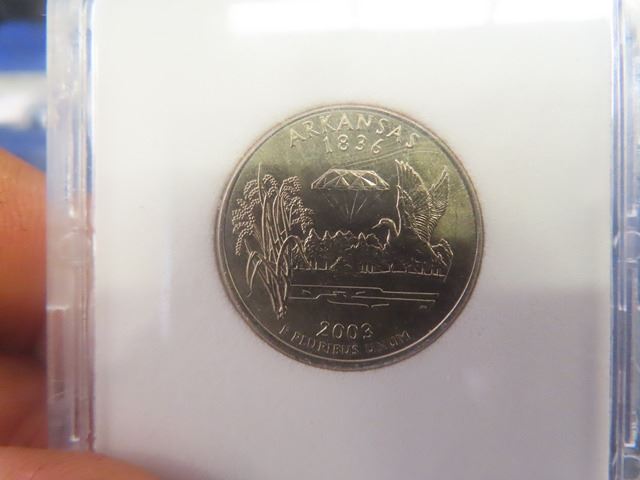 ARKANSAS
1836
2003
E PLURIBUS UNUM